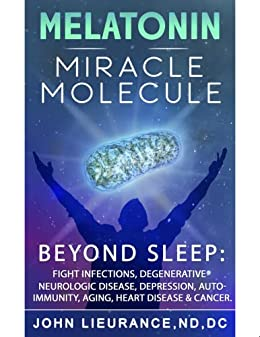 MELATONIN
MIRACLE MOLECULE
BEYOND SLEEP:
FIGHT INFECTIONS, DEGENERATIVE®
NEUROLOGIC DISEASE, DEPRESSION, AUTO-
IMMUNITY, AGING, HEART DISEASE & CANCER.
JOHN LIEURANCE,ND,DC